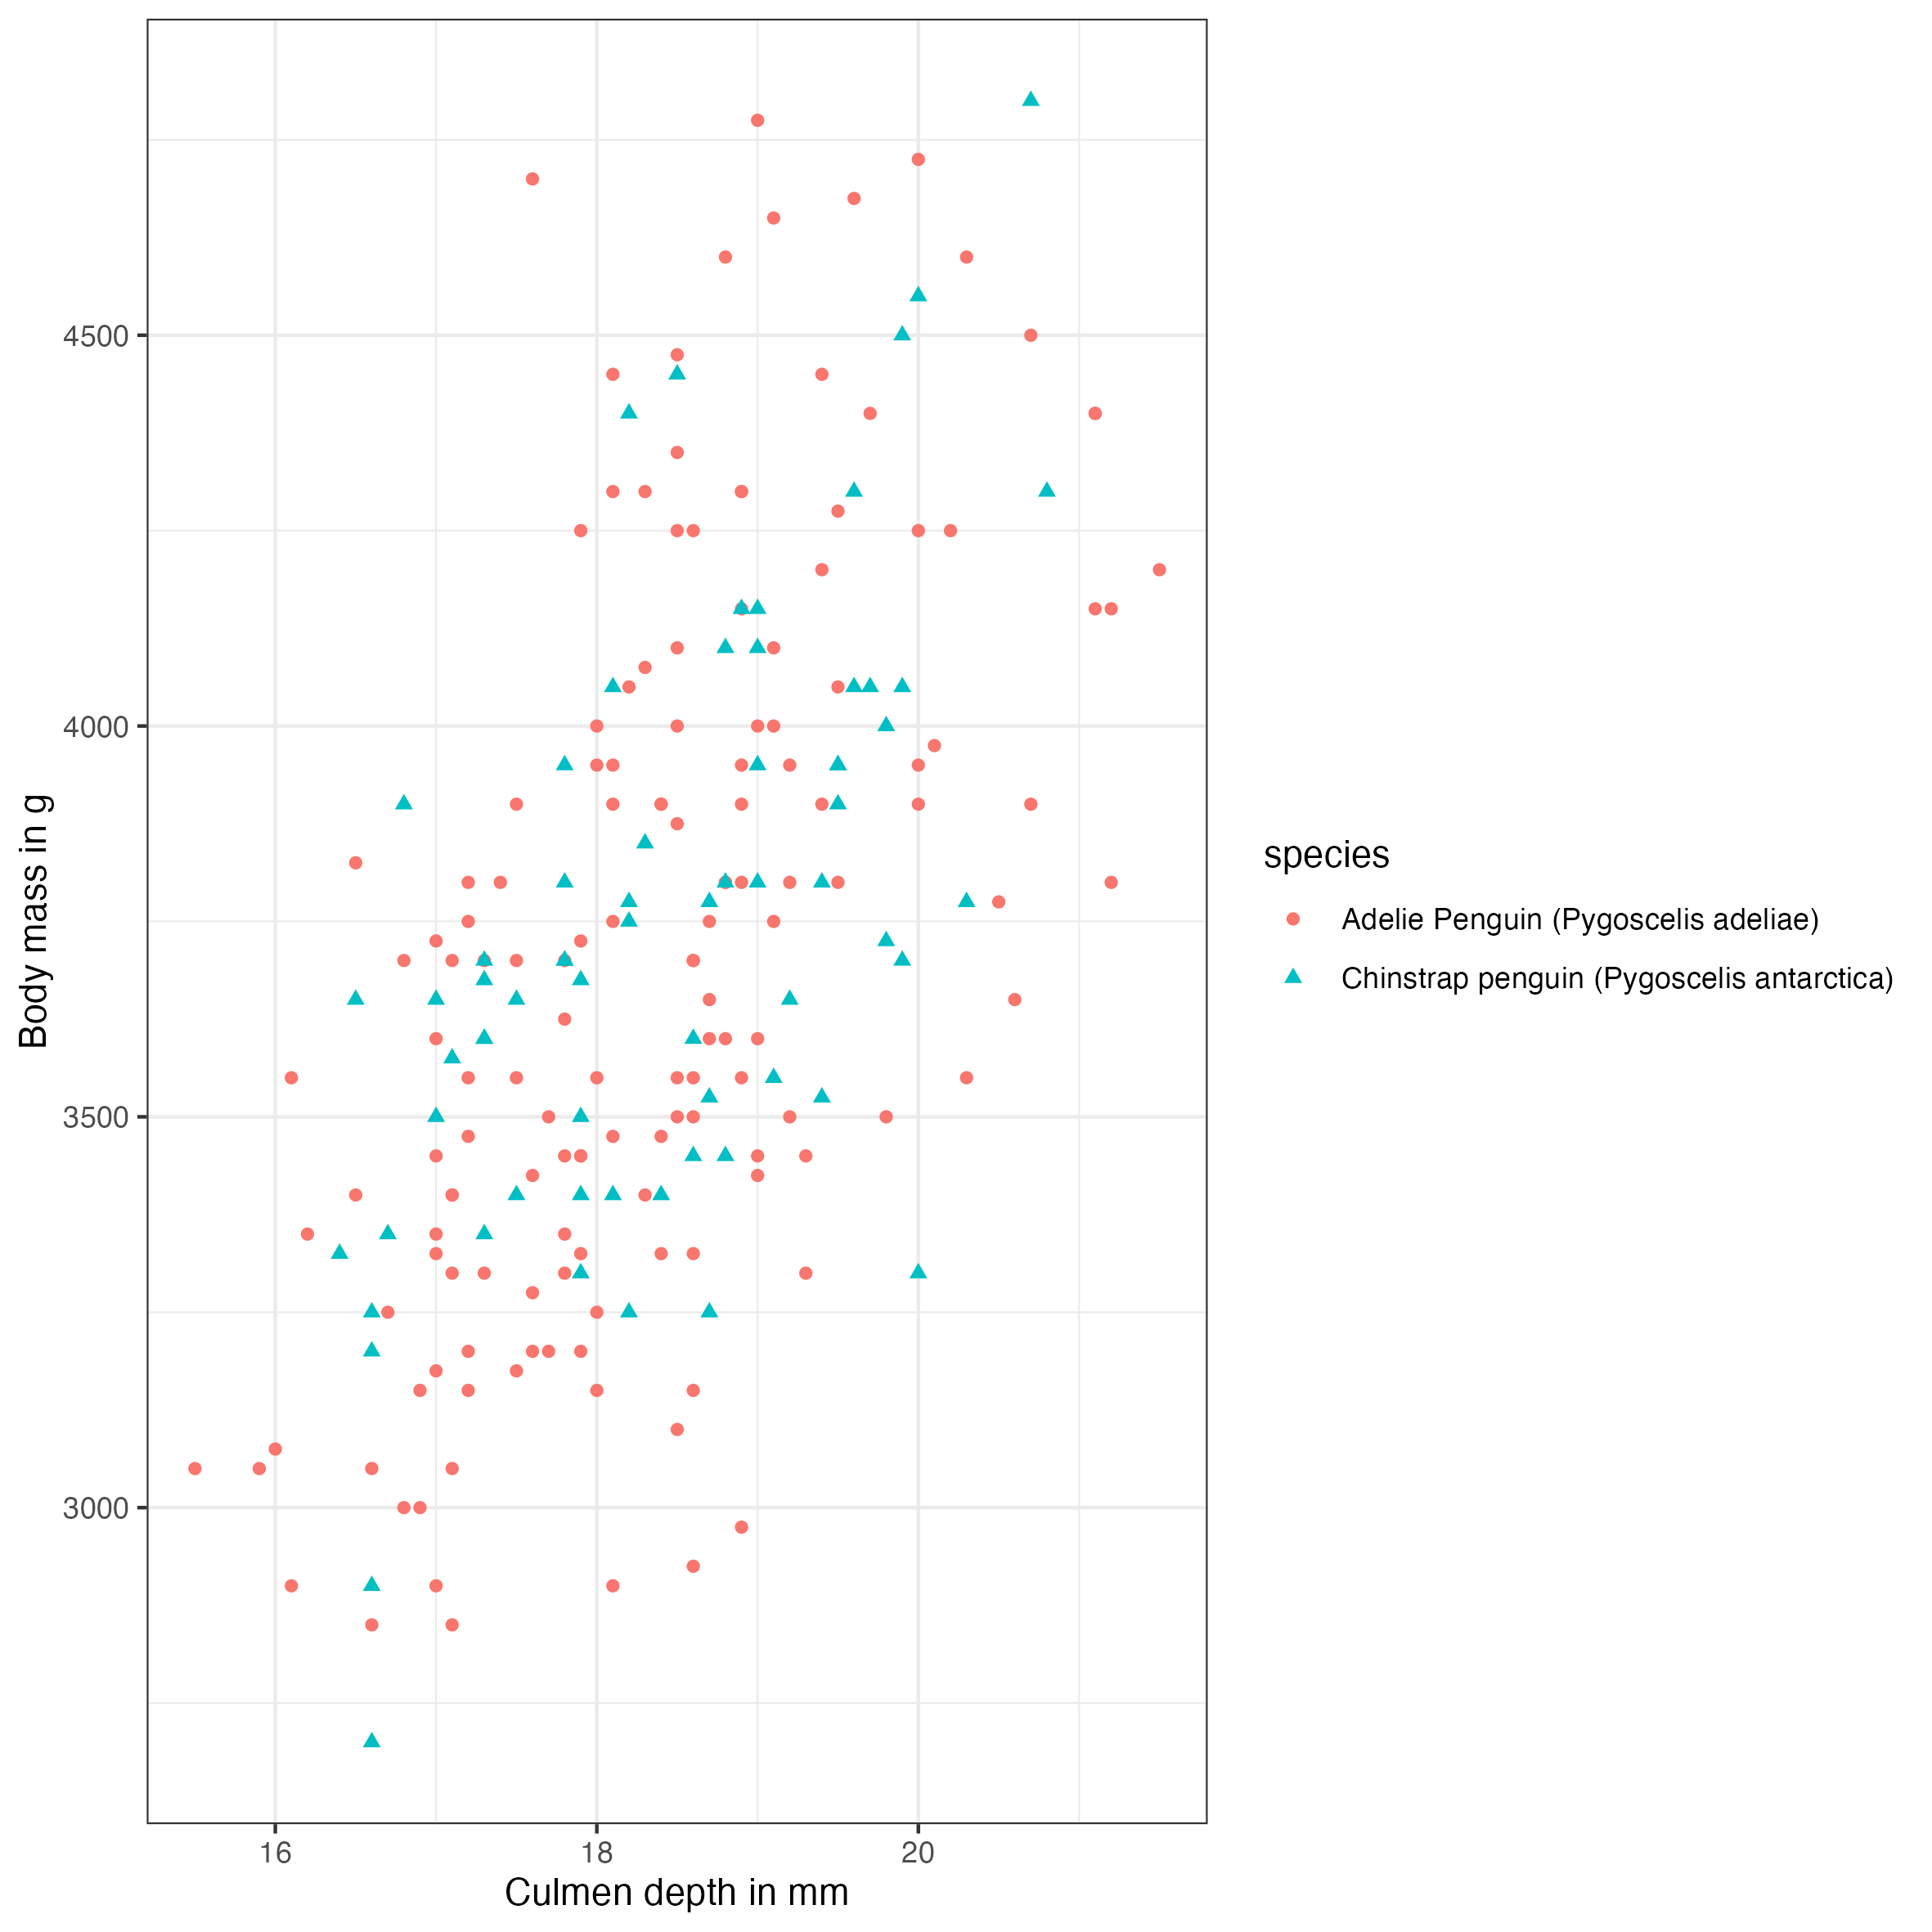 4500
4000
3500
3000
Body mass in g
16 18 20
Culmen depth in mm
species
Adelie Penguin (Pygoscelis adeliae)
Chinstrap penguin (Pygoscelis antarctica)